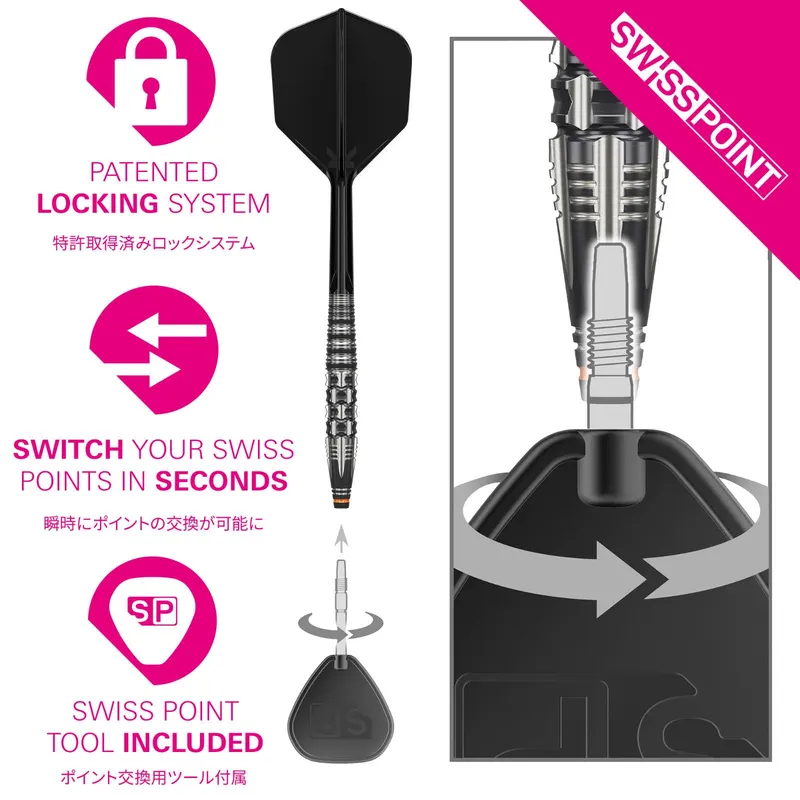 PATENTED
LOCKING SYSTEM
特許取得済みロックシステム
SWITCH YOUR SWISS
POINTS IN SECONDS
瞬時にポイントの交換が可能に
SP
SWISS POINT
TOOL INCLUDED
ポイント交換用ツール付属
SP
SWISSPOINT
SP